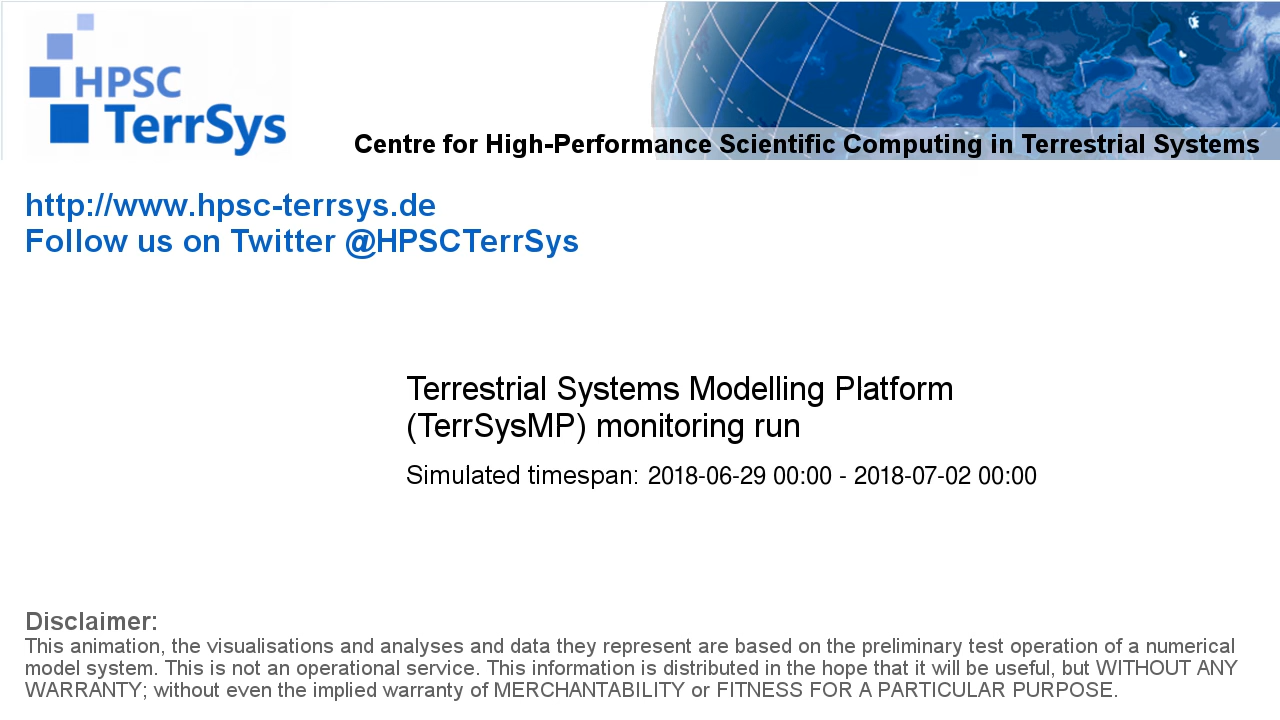 HPSC
TerrSys
Centre for High-Performance Scientific Computing in Terrestrial Systems
http://www.hpsc-terrsys.de
Follow us on Twitter @HPSCTerrSys
Terrestrial Systems Modelling Platform
(TerrSysMP) monitoring run
Simulated timespan: 2018-06-29 00:00 - 2018-07-02 00:00
Disclaimer:
This animation, the visualisations and analyses and data they represent are based on the preliminary test operation of a numerical
model system. This is not an operational service. This information is distributed in the hope that it will be useful, but WITHOUT ANY
WARRANTY; without even the implied warranty of MERCHANTABILITY or FITNESS FOR A PARTICULAR PURPOSE.